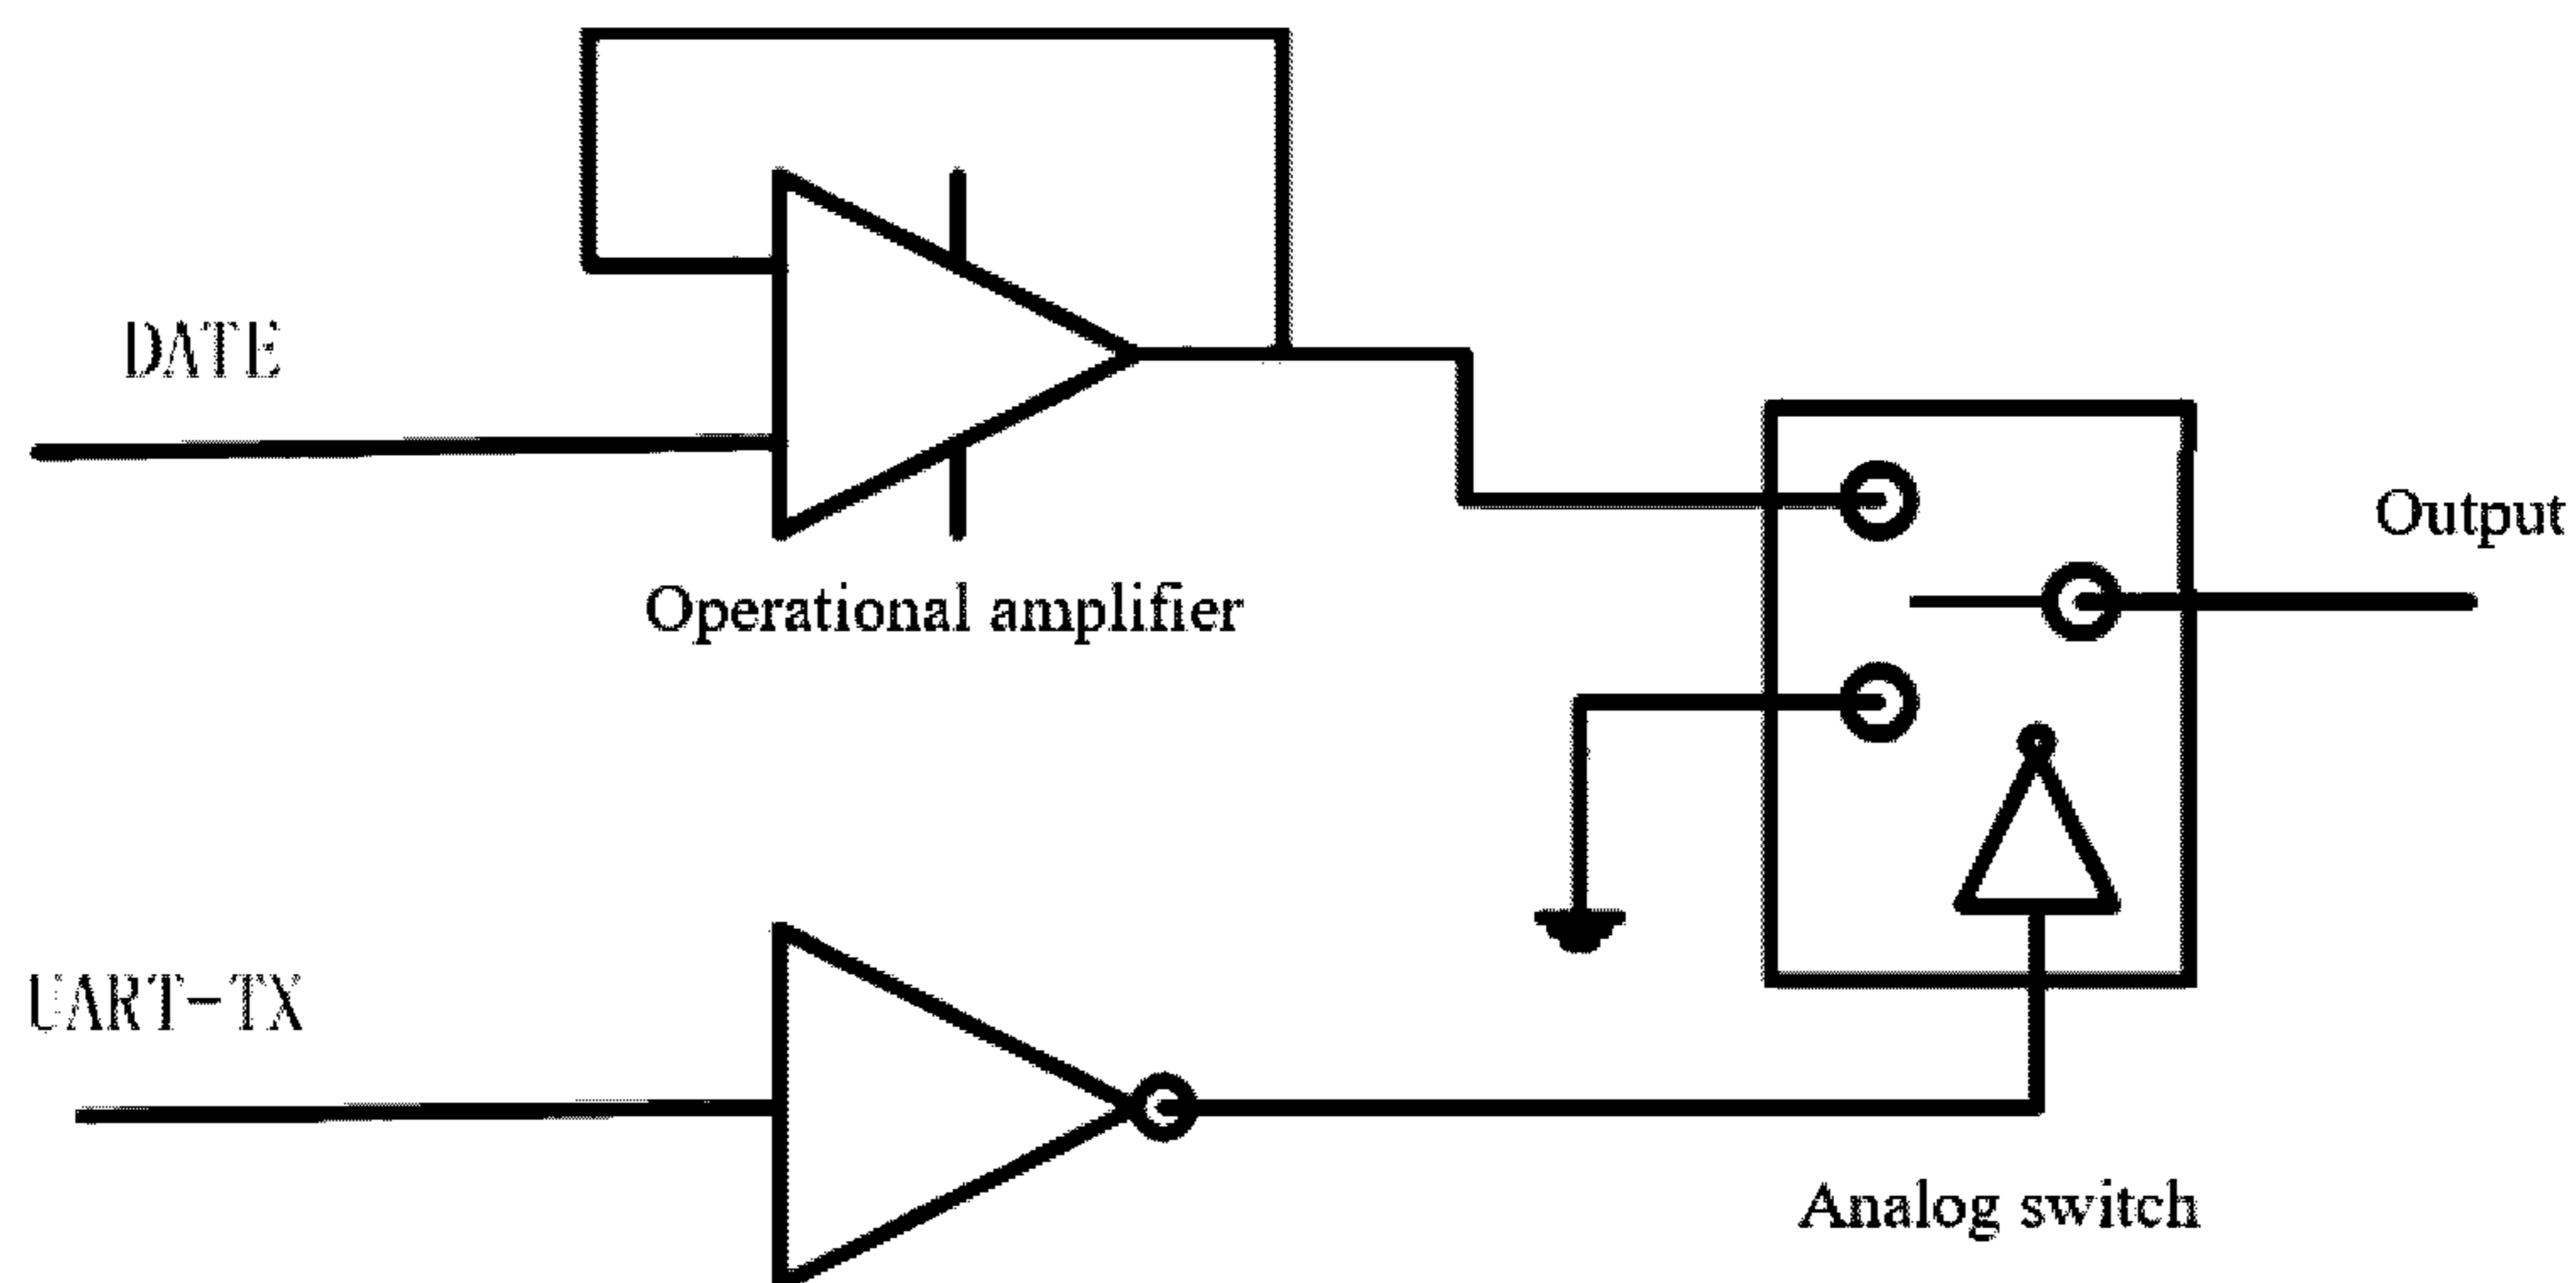 DATE
Output
Operational amplifier
UART-TX
Analog switch